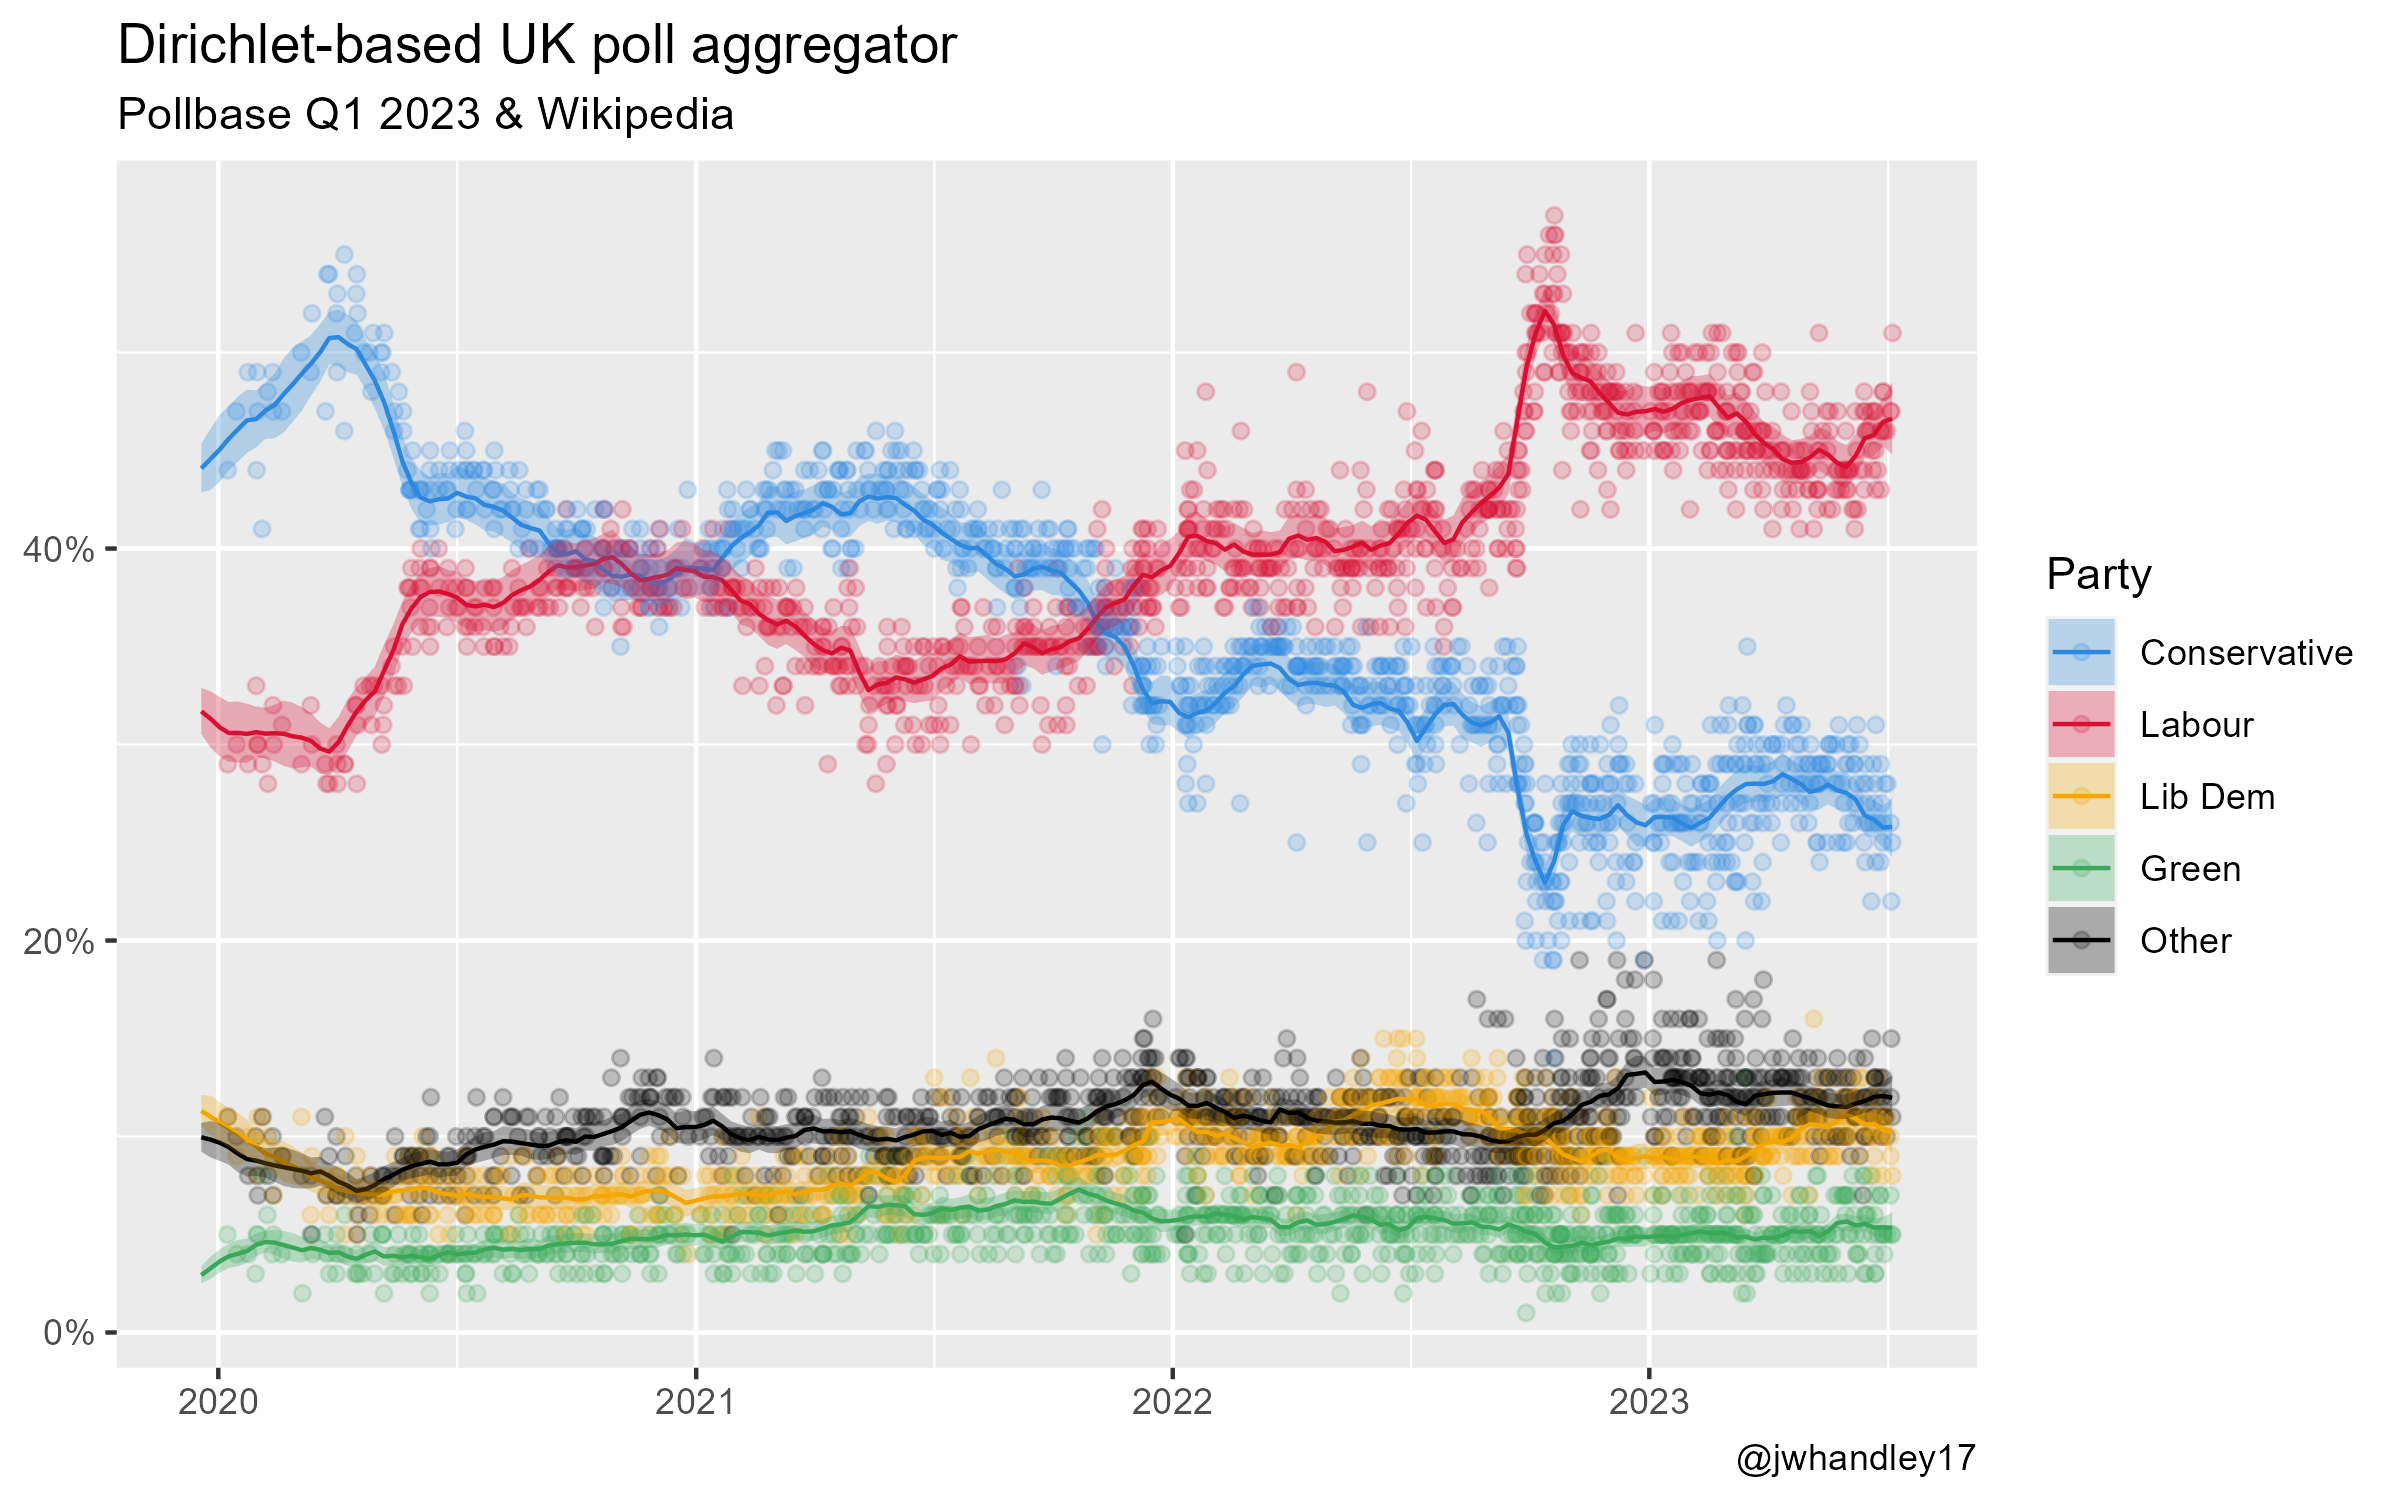 Dirichlet-based UK poll aggregator
Pollbase Q1 2023 & Wikipedia
40%
20%
0%
2020 2021 2022 2023
Party
Conservative
Labour
Lib Dem
Green
Other
@jwhandley17